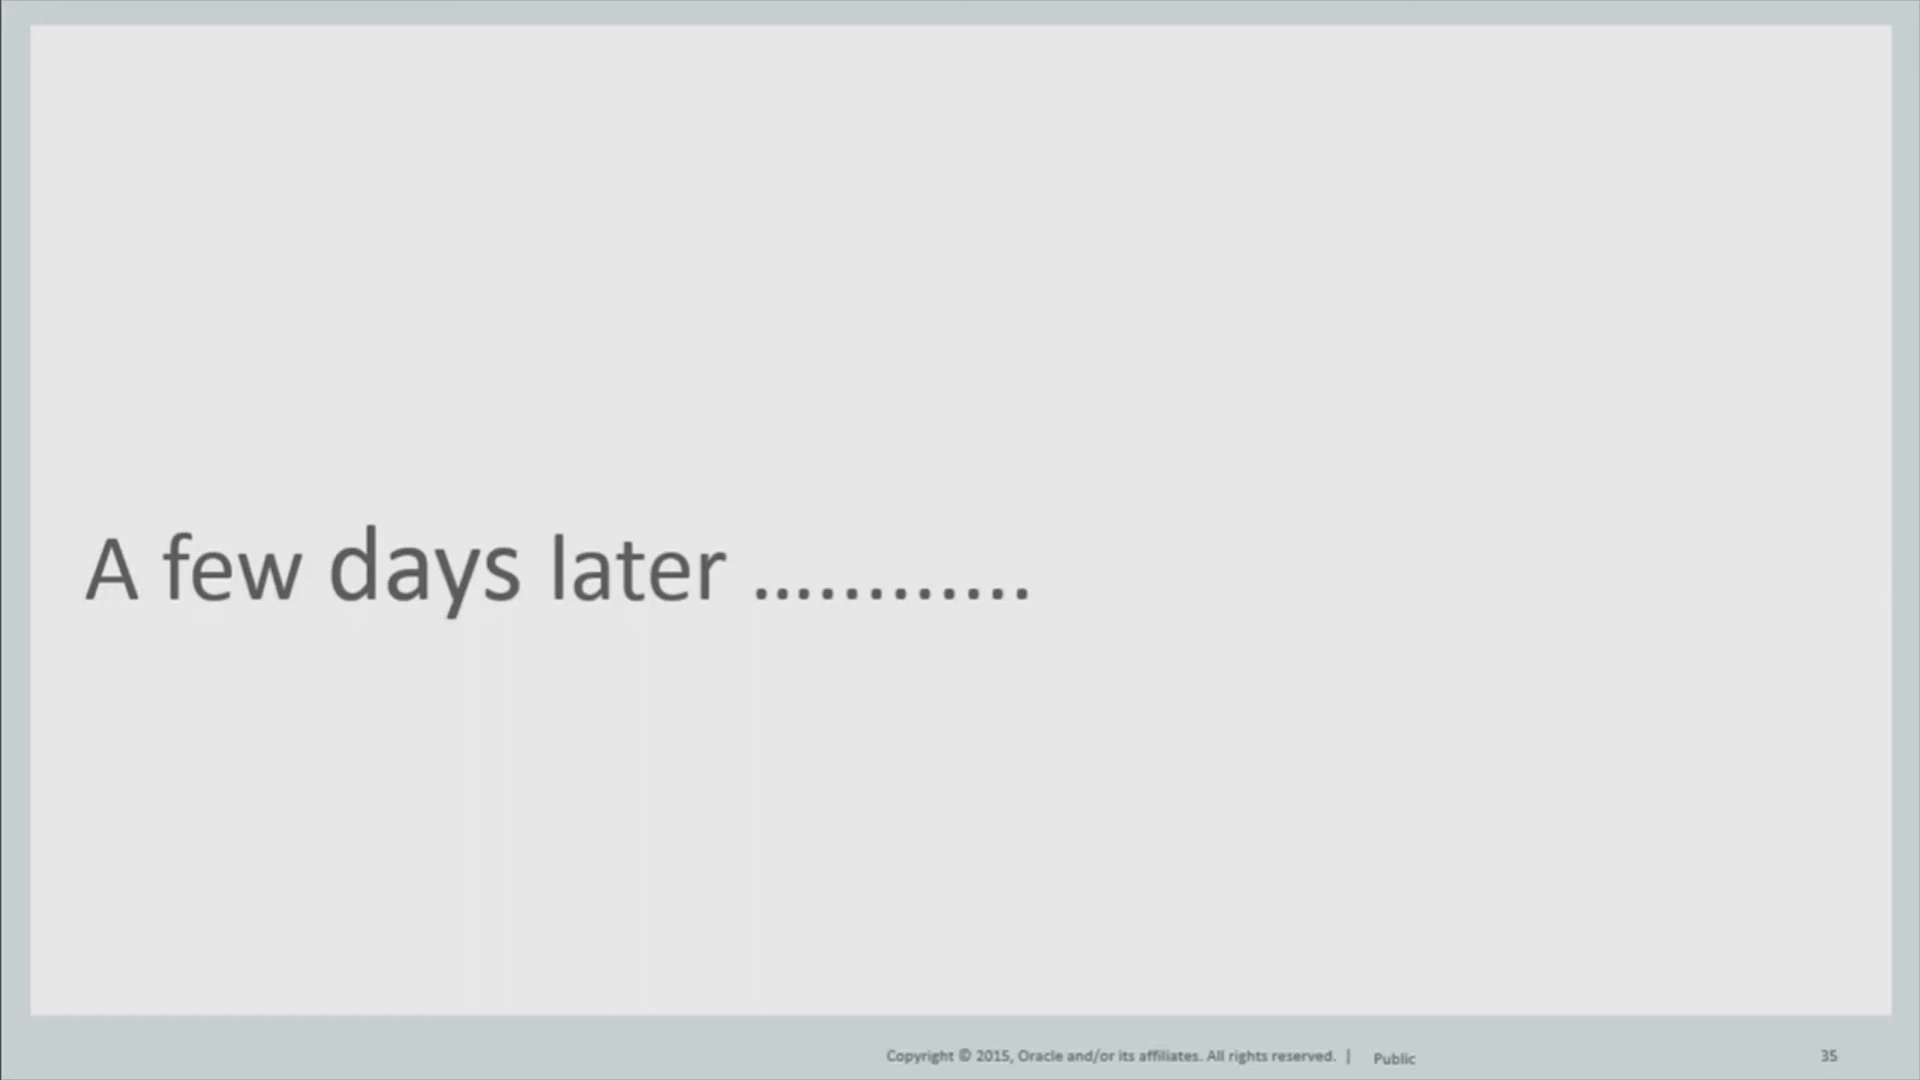 A few days later ............
Copyright © 2015, Oracle and/or its affiliates. All rights reserved. | Public 35